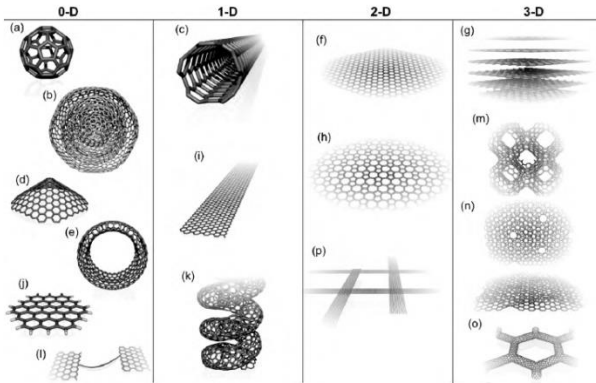 0-D 1-D 2-D 3-D
(a) (c) (f) (g)
(b)
(m)
(i) (h)
(d)
(n)
(e)
(j) (k) (p)
(l) (o)